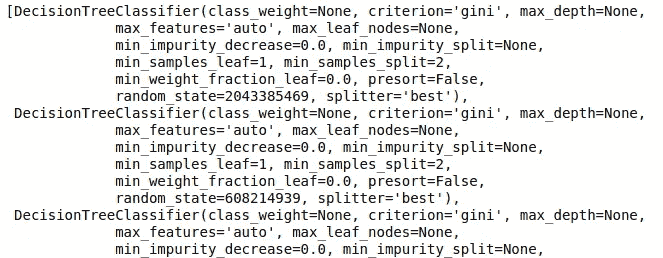 [DecisionTreeClassifier(class_weight=None, criterion='gini', max_depth=None,
max_features='auto', max_leaf_nodes=None,
min_impurity_decrease=0.0, min_impurity_split=None,
min_samples_leaf=1, min_samples_split=2,
min_weight_fraction_leaf=0.0, presort=False,
random_state=2043385469, splitter='best'),
DecisionTreeClassifier(class_weight=None, criterion='gini', max_depth=None,
max_features='auto', max_leaf_nodes=None,
min_impurity_decrease=0.0, min_impurity_split=None,
min_samples_leaf=1, min_samples_split=2,
min_weight_fraction_leaf=0.0, presort=False,
random_state=608214939, splitter='best'),
DecisionTreeClassifier(class_weight=None, criterion='gini', max_depth=None,
max_features='auto', max_leaf_nodes=None,
min_impurity_decrease=0.0, min_impurity_split=None,